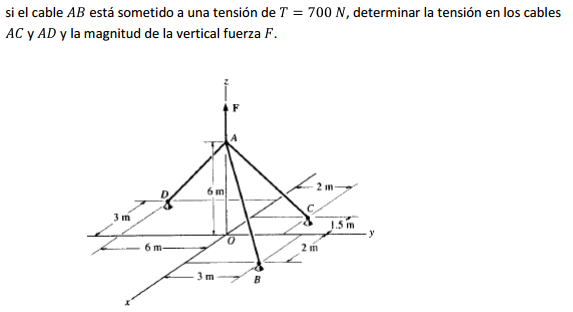 si el cable AB está sometido a una tensión de T = 700 N, determinar la tensión en los cables
AC y AD y la magnitud de la vertical fuerza F.
z
F
A
D
6 m
2 m
C
3 m
1.5 m
y
O
6 m
2 m
3 m
B
x